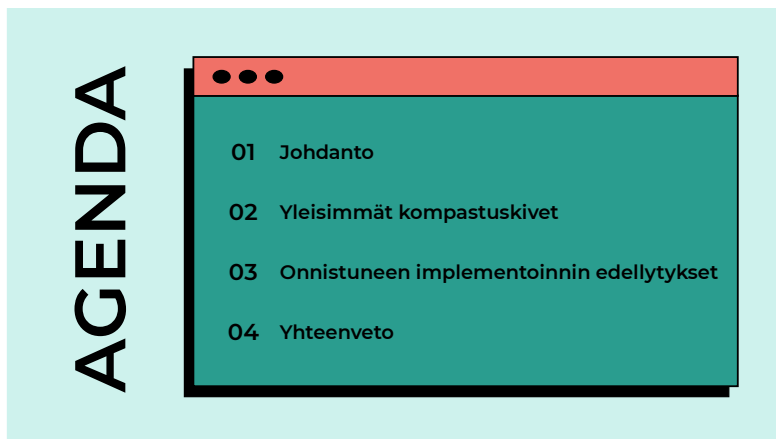 AGENDA
01 Johdanto
02 Yleisimmät kompastuskivet
03 Onnistuneen implementoinnin edellytykset
04 Yhteenveto